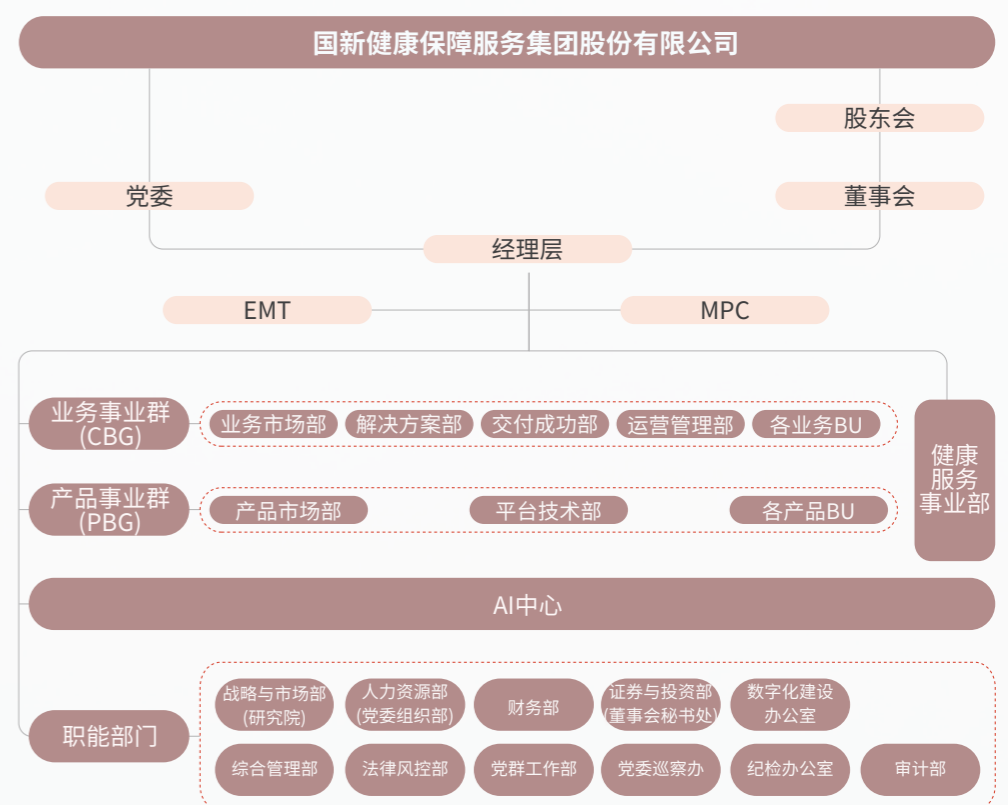 国新健康保障服务集团股份有限公司
股东会
党委
董事会
经理层
EMT
MPC
业务事业群
(CBG)
业务市场部
解决方案部
交付成功部
运营管理部
各业务BU
健康
服务
事业部
产品事业群
(PBG)
产品市场部
平台技术部
各产品BU
AI中心
职能部门
战略与市场部
(研究院)
人力资源部
(党委组织部)
财务部
证券与投资部
(董事会秘书处)
数字化建设
办公室
综合管理部
法律风控部
党群工作部
党委巡察办
纪检办公室
审计部